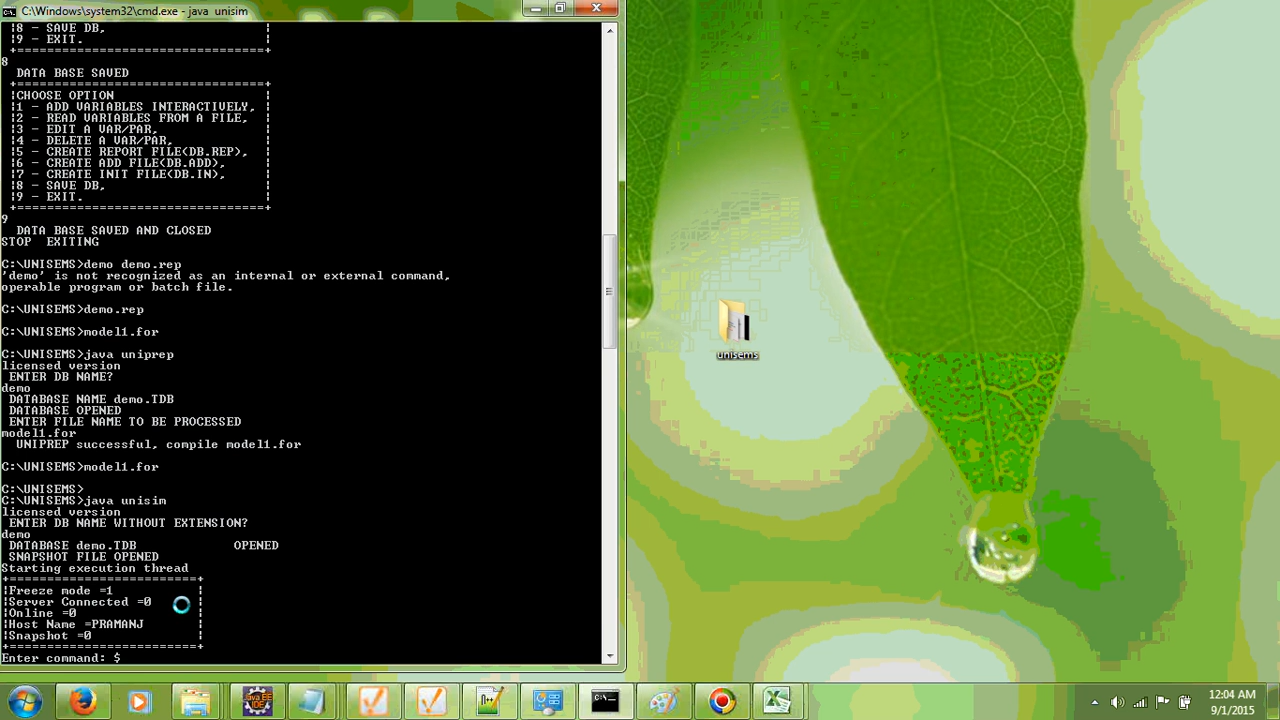 C:\Windows\system32\cmd.exe - java  unisim
¦8 - SAVE DB, ¦
¦9 - EXIT. ¦
+================================+
8
DATA BASE SAVED
+================================+
¦CHOOSE OPTION ¦
¦1 - ADD VARIABLES INTERACTIVELY, ¦
¦2 - READ VARIABLES FROM A FILE, ¦
¦3 - EDIT A VAR/PAR, ¦
¦4 - DELETE A VAR/PAR, ¦
¦5 - CREATE REPORT FILE(DB.REP), ¦
¦6 - CREATE ADD FILE(DB.ADD), ¦
¦7 - CREATE INIT FILE(DB.IN), ¦
¦8 - SAVE DB, ¦
¦9 - EXIT. ¦
+================================+
9
DATA BASE SAVED AND CLOSED
STOP  EXITING
C:\UNISEMS>demo demo.rep
'demo' is not recognized as an internal or external command,
operable program or batch file.
C:\UNISEMS>demo.rep
C:\UNISEMS>model1.for
C:\UNISEMS>java uniprep
licensed version
ENTER DB NAME?
demo
DATABASE NAME demo.TDB
DATABASE OPENED
ENTER FILE NAME TO BE PROCESSED
model1.for
UNIPREP successful, compile model1.for
C:\UNISEMS>model1.for
C:\UNISEMS>
C:\UNISEMS>java unisim
licensed version
ENTER DB NAME WITHOUT EXTENSION?
demo
DATABASE demo.TDB OPENED
SNAPSHOT FILE OPENED
Starting execution thread
+========================+
¦Freeze mode =1 ¦
¦Server Connected =0 ¦
¦Online =0 ¦
¦Host Name =PRAMANJ ¦
¦Snapshot =0 ¦
+========================+
Enter command: $
unisems
Java EE
IDE
C:\
12:04 AM
9/1/2015